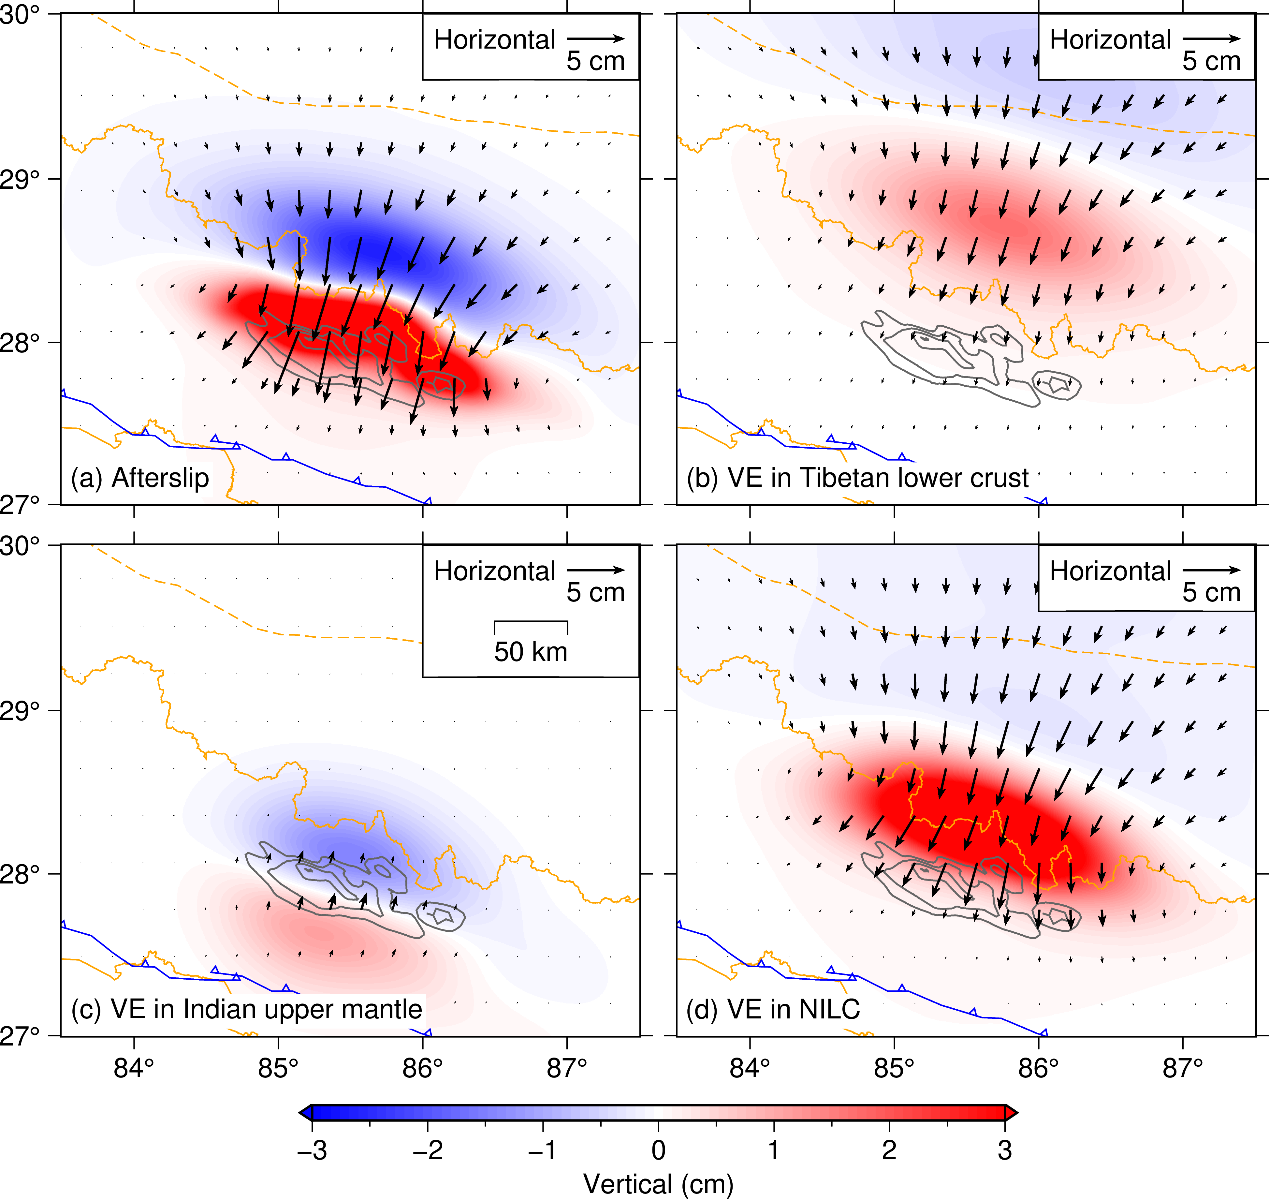 30°
Horizontal
5 cm
Horizontal
5 cm
29°
28°
(a) Afterslip
(b) VE in Tibetan lower crust
27°
30°
Horizontal
5 cm
50 km
Horizontal
5 cm
29°
28°
(c) VE in Indian upper mantle
(d) VE in NILC
27°
84° 85° 86° 87° 84° 85° 86° 87°
−3 −2 −1 0 1 2 3
Vertical (cm)